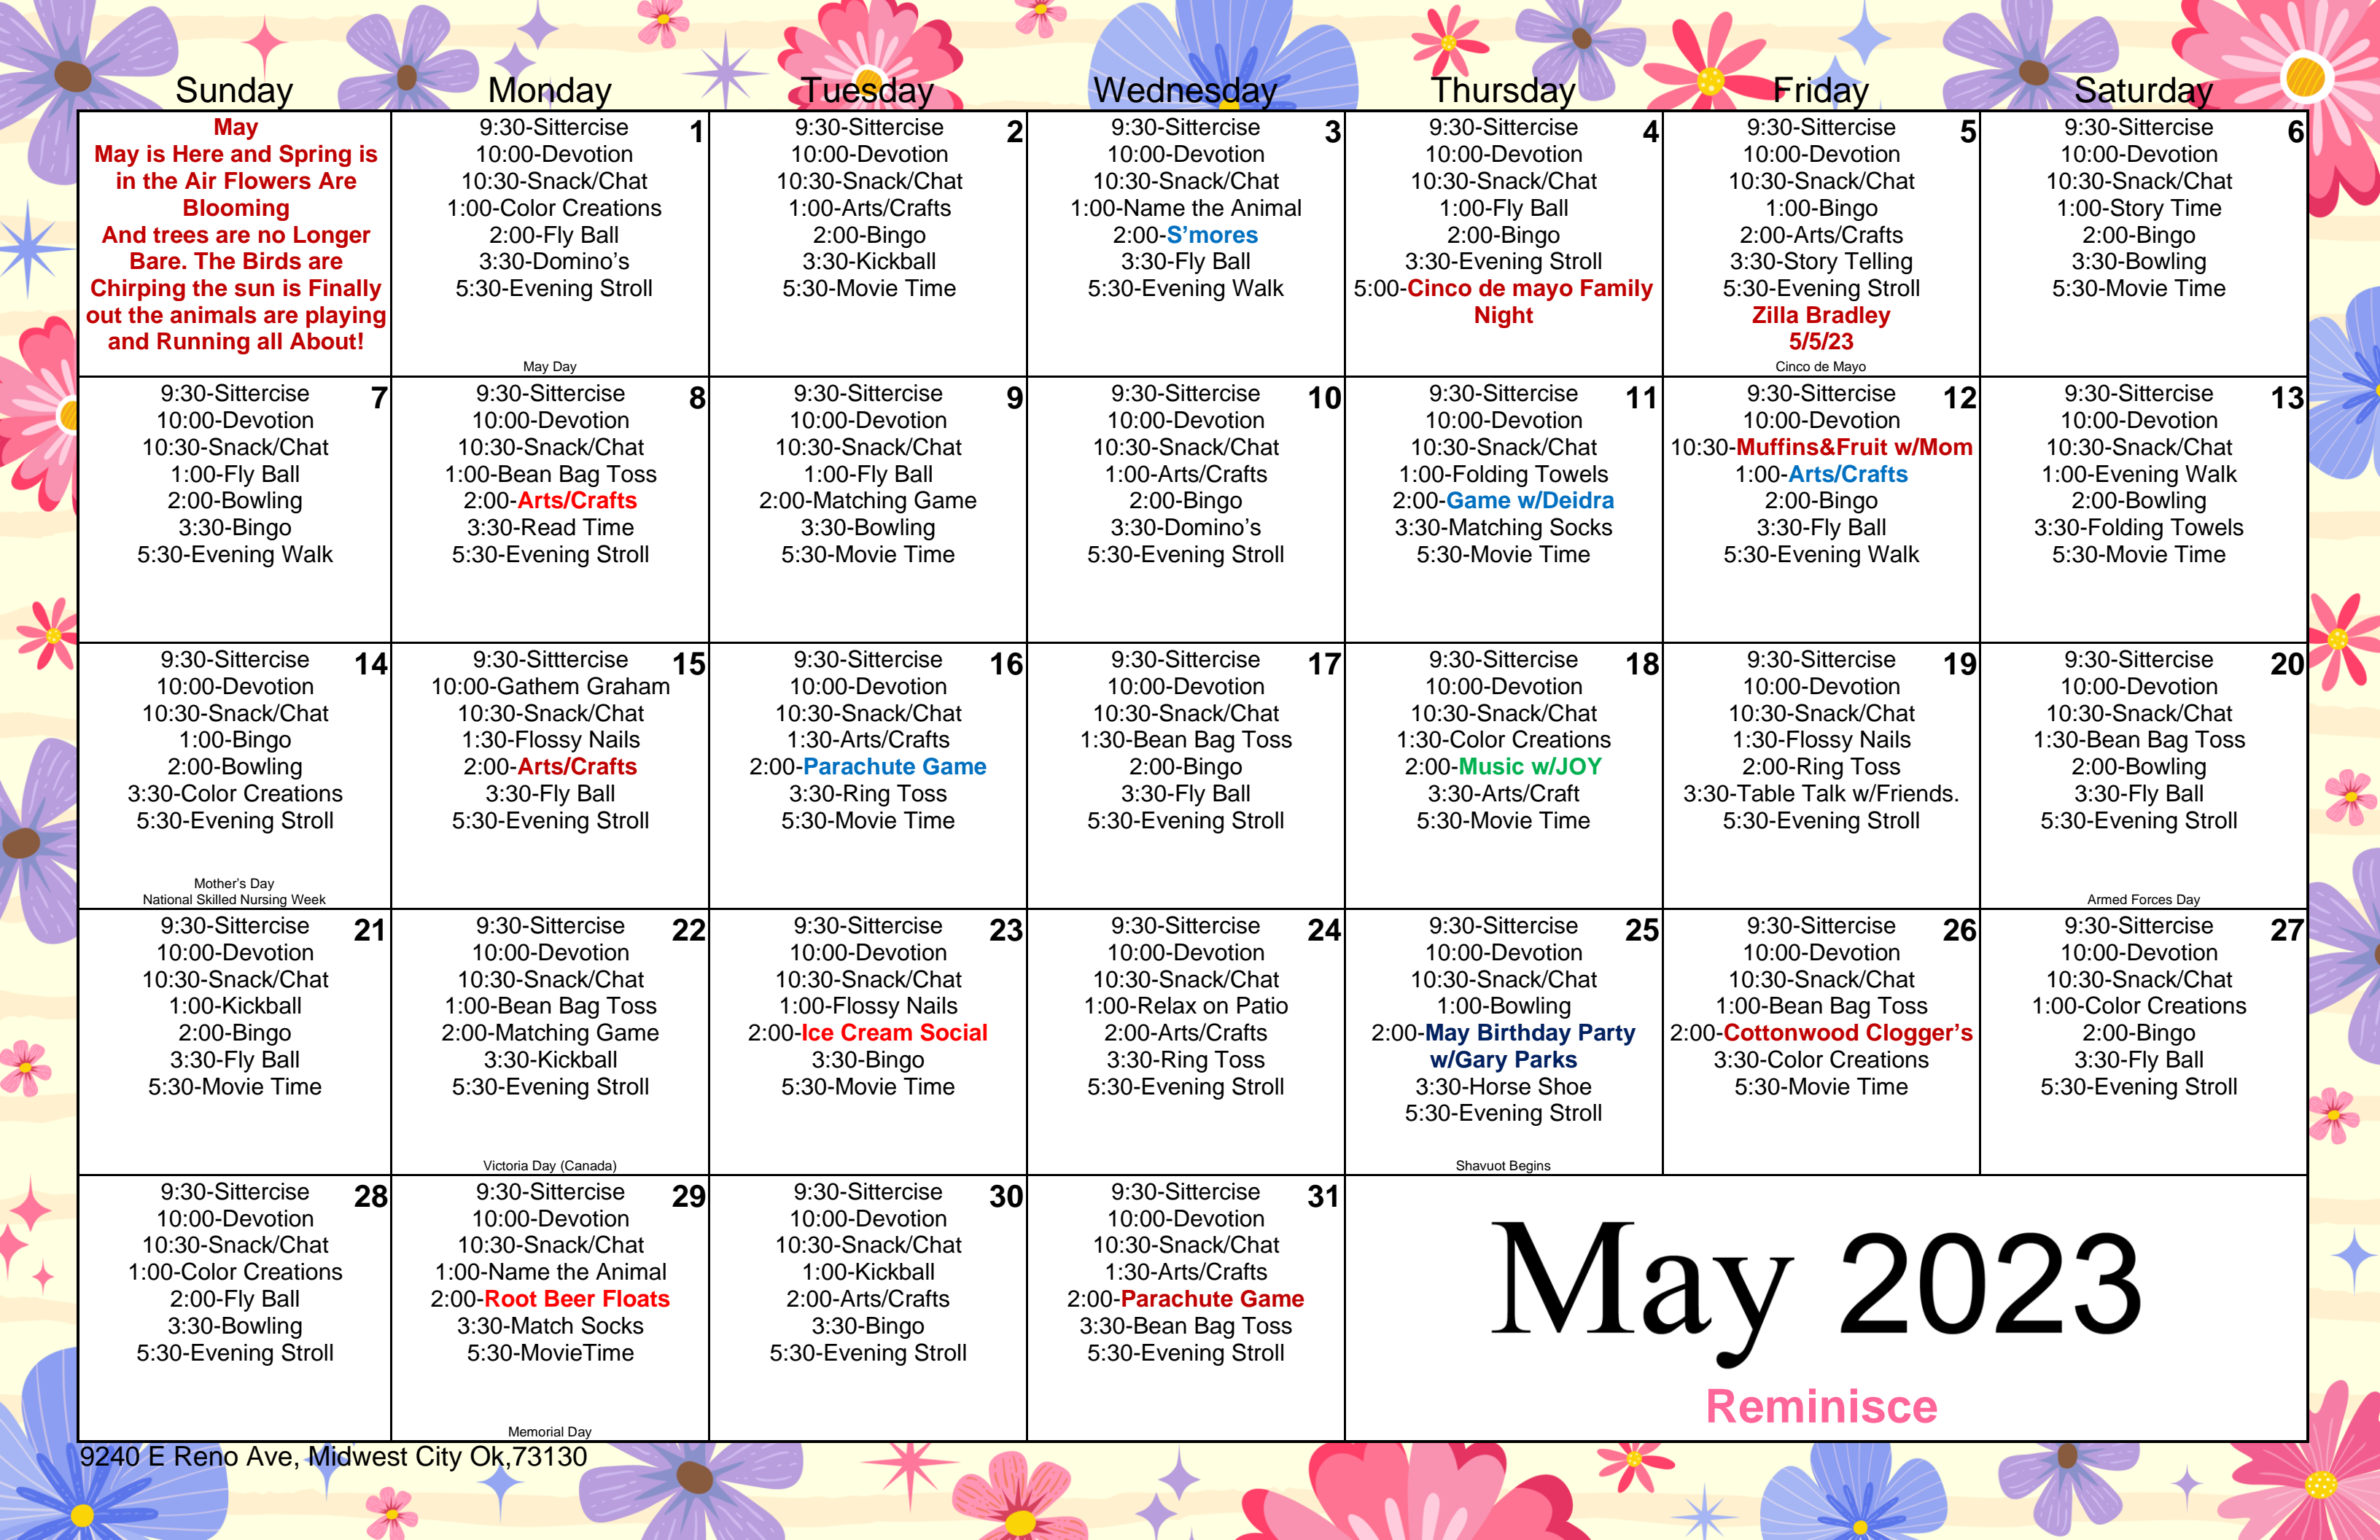 Sunday Monday Tuesday Wednesday Thursday Friday Saturday
May
May is Here and Spring is
in the Air Flowers Are
Blooming
And trees are no Longer
Bare. The Birds are
Chirping the sun is Finally
out the animals are playing
and Running all About!
1
9:30-Sittercise
10:00-Devotion
10:30-Snack/Chat
1:00-Color Creations
2:00-Fly Ball
3:30-Domino’s
5:30-Evening Stroll
May Day
2
9:30-Sittercise
10:00-Devotion
10:30-Snack/Chat
1:00-Arts/Crafts
2:00-Bingo
3:30-Kickball
5:30-Movie Time
3
9:30-Sittercise
10:00-Devotion
10:30-Snack/Chat
1:00-Name the Animal
2:00-S’mores
3:30-Fly Ball
5:30-Evening Walk
4
9:30-Sittercise
10:00-Devotion
10:30-Snack/Chat
1:00-Fly Ball
2:00-Bingo
3:30-Evening Stroll
5:00-Cinco de mayo Family
Night
5
9:30-Sittercise
10:00-Devotion
10:30-Snack/Chat
1:00-Bingo
2:00-Arts/Crafts
3:30-Story Telling
5:30-Evening Stroll
Zilla Bradley
5/5/23
Cinco de Mayo
6
9:30-Sittercise
10:00-Devotion
10:30-Snack/Chat
1:00-Story Time
2:00-Bingo
3:30-Bowling
5:30-Movie Time
7
9:30-Sittercise
10:00-Devotion
10:30-Snack/Chat
1:00-Fly Ball
2:00-Bowling
3:30-Bingo
5:30-Evening Walk
8
9:30-Sittercise
10:00-Devotion
10:30-Snack/Chat
1:00-Bean Bag Toss
2:00-Arts/Crafts
3:30-Read Time
5:30-Evening Stroll
9
9:30-Sittercise
10:00-Devotion
10:30-Snack/Chat
1:00-Fly Ball
2:00-Matching Game
3:30-Bowling
5:30-Movie Time
10
9:30-Sittercise
10:00-Devotion
10:30-Snack/Chat
1:00-Arts/Crafts
2:00-Bingo
3:30-Domino’s
5:30-Evening Stroll
11
9:30-Sittercise
10:00-Devotion
10:30-Snack/Chat
1:00-Folding Towels
2:00-Game w/Deidra
3:30-Matching Socks
5:30-Movie Time
12
9:30-Sittercise
10:00-Devotion
10:30-Muffins&Fruit w/Mom
1:00-Arts/Crafts
2:00-Bingo
3:30-Fly Ball
5:30-Evening Walk
13
9:30-Sittercise
10:00-Devotion
10:30-Snack/Chat
1:00-Evening Walk
2:00-Bowling
3:30-Folding Towels
5:30-Movie Time
14
9:30-Sittercise
10:00-Devotion
10:30-Snack/Chat
1:00-Bingo
2:00-Bowling
3:30-Color Creations
5:30-Evening Stroll
Mother’s Day
National Skilled Nursing Week
15
9:30-Sitttercise
10:00-Gathem Graham
10:30-Snack/Chat
1:30-Flossy Nails
2:00-Arts/Crafts
3:30-Fly Ball
5:30-Evening Stroll
16
9:30-Sittercise
10:00-Devotion
10:30-Snack/Chat
1:30-Arts/Crafts
2:00-Parachute Game
3:30-Ring Toss
5:30-Movie Time
17
9:30-Sittercise
10:00-Devotion
10:30-Snack/Chat
1:30-Bean Bag Toss
2:00-Bingo
3:30-Fly Ball
5:30-Evening Stroll
18
9:30-Sittercise
10:00-Devotion
10:30-Snack/Chat
1:30-Color Creations
2:00-Music w/JOY
3:30-Arts/Craft
5:30-Movie Time
19
9:30-Sittercise
10:00-Devotion
10:30-Snack/Chat
1:30-Flossy Nails
2:00-Ring Toss
3:30-Table Talk w/Friends.
5:30-Evening Stroll
20
9:30-Sittercise
10:00-Devotion
10:30-Snack/Chat
1:30-Bean Bag Toss
2:00-Bowling
3:30-Fly Ball
5:30-Evening Stroll
Armed Forces Day
21
9:30-Sittercise
10:00-Devotion
10:30-Snack/Chat
1:00-Kickball
2:00-Bingo
3:30-Fly Ball
5:30-Movie Time
22
9:30-Sittercise
10:00-Devotion
10:30-Snack/Chat
1:00-Bean Bag Toss
2:00-Matching Game
3:30-Kickball
5:30-Evening Stroll
Victoria Day (Canada)
23
9:30-Sittercise
10:00-Devotion
10:30-Snack/Chat
1:00-Flossy Nails
2:00-Ice Cream Social
3:30-Bingo
5:30-Movie Time
24
9:30-Sittercise
10:00-Devotion
10:30-Snack/Chat
1:00-Relax on Patio
2:00-Arts/Crafts
3:30-Ring Toss
5:30-Evening Stroll
25
9:30-Sittercise
10:00-Devotion
10:30-Snack/Chat
1:00-Bowling
2:00-May Birthday Party
w/Gary Parks
3:30-Horse Shoe
5:30-Evening Stroll
Shavuot Begins
26
9:30-Sittercise
10:00-Devotion
10:30-Snack/Chat
1:00-Bean Bag Toss
2:00-Cottonwood Clogger’s
3:30-Color Creations
5:30-Movie Time
27
9:30-Sittercise
10:00-Devotion
10:30-Snack/Chat
1:00-Color Creations
2:00-Bingo
3:30-Fly Ball
5:30-Evening Stroll
28
9:30-Sittercise
10:00-Devotion
10:30-Snack/Chat
1:00-Color Creations
2:00-Fly Ball
3:30-Bowling
5:30-Evening Stroll
29
9:30-Sittercise
10:00-Devotion
10:30-Snack/Chat
1:00-Name the Animal
2:00-Root Beer Floats
3:30-Match Socks
5:30-MovieTime
Memorial Day
30
9:30-Sittercise
10:00-Devotion
10:30-Snack/Chat
1:00-Kickball
2:00-Arts/Crafts
3:30-Bingo
5:30-Evening Stroll
31
9:30-Sittercise
10:00-Devotion
10:30-Snack/Chat
1:30-Arts/Crafts
2:00-Parachute Game
3:30-Bean Bag Toss
5:30-Evening Stroll
May 2023
Reminisce
9240 E Reno Ave, Midwest City Ok,73130